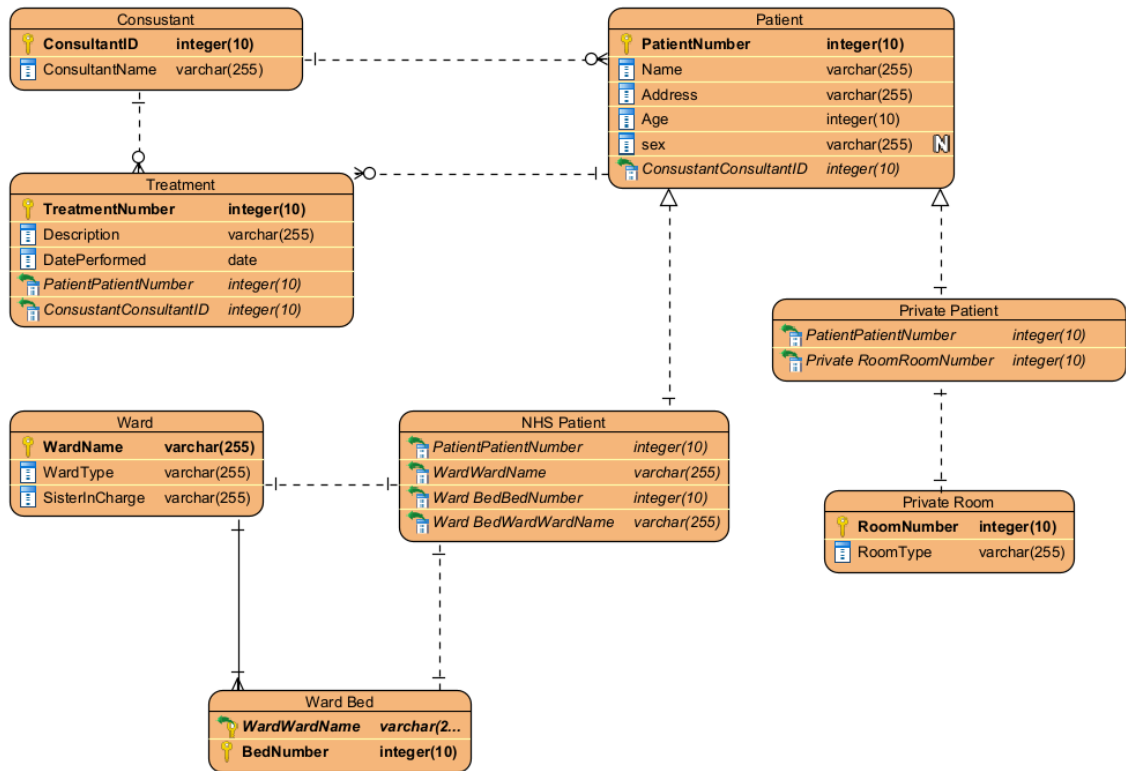 Consustant
ConsultantID integer(10)
ConsultantName varchar(255)
Patient
PatientNumber integer(10)
Name varchar(255)
Address varchar(255)
Age integer(10)
sex varchar(255) N
ConsustantConsultantID integer(10)
Treatment
TreatmentNumber integer(10)
Description varchar(255)
DatePerformed date
PatientPatientNumber integer(10)
ConsustantConsultantID integer(10)
Private Patient
PatientPatientNumber integer(10)
Private RoomRoomNumber integer(10)
Ward
WardName varchar(255)
WardType varchar(255)
SisterInCharge varchar(255)
NHS Patient
PatientPatientNumber integer(10)
WardWardName varchar(255)
Ward BedBedNumber integer(10)
Ward BedWardWardName varchar(255)
Private Room
RoomNumber integer(10)
RoomType varchar(255)
Ward Bed
WardWardName varchar(2...
BedNumber integer(10)